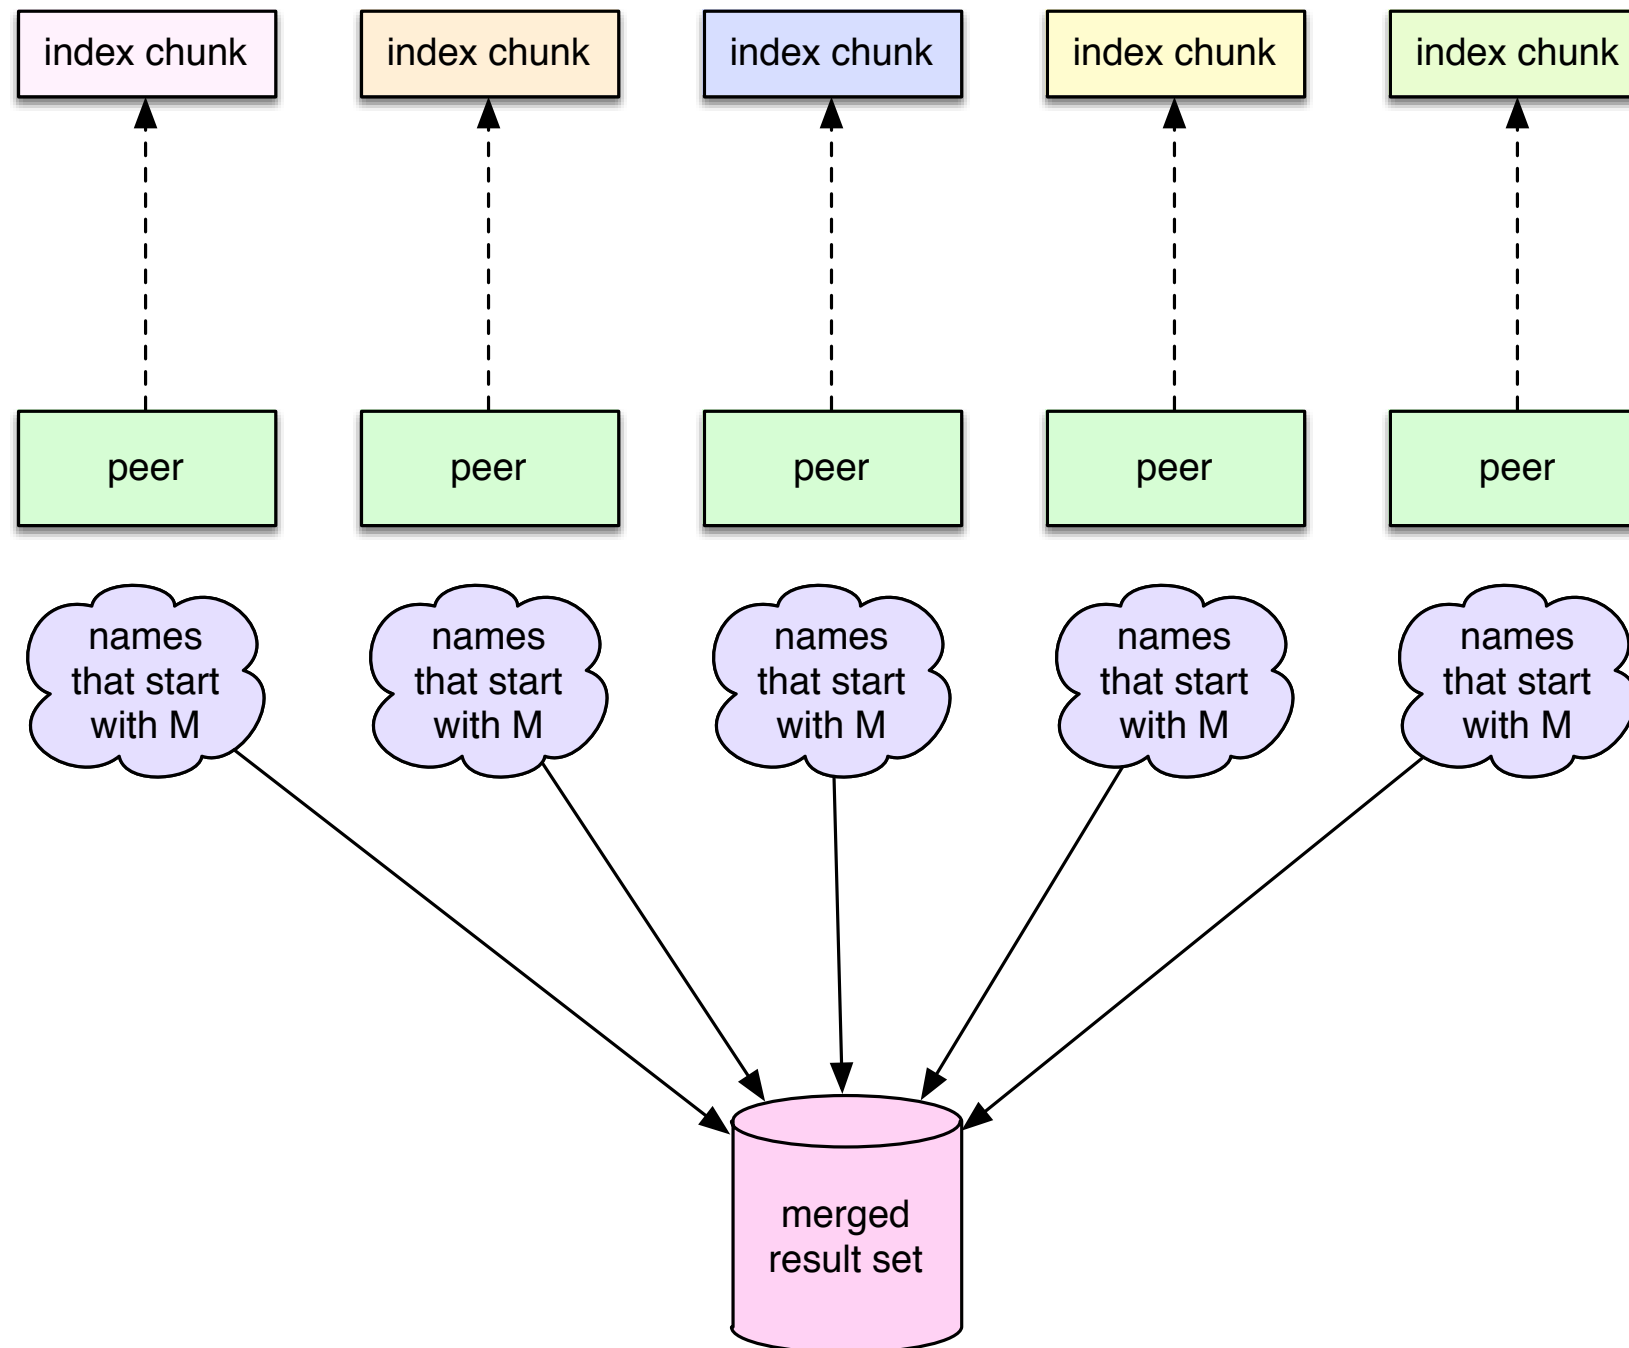 index chunk
index chunk
index chunk
index chunk
index chunk
peer
peer
peer
peer
peer
names
that start
with M
names
that start
with M
names
that start
with M
names
that start
with M
names
that start
with M
merged
result set